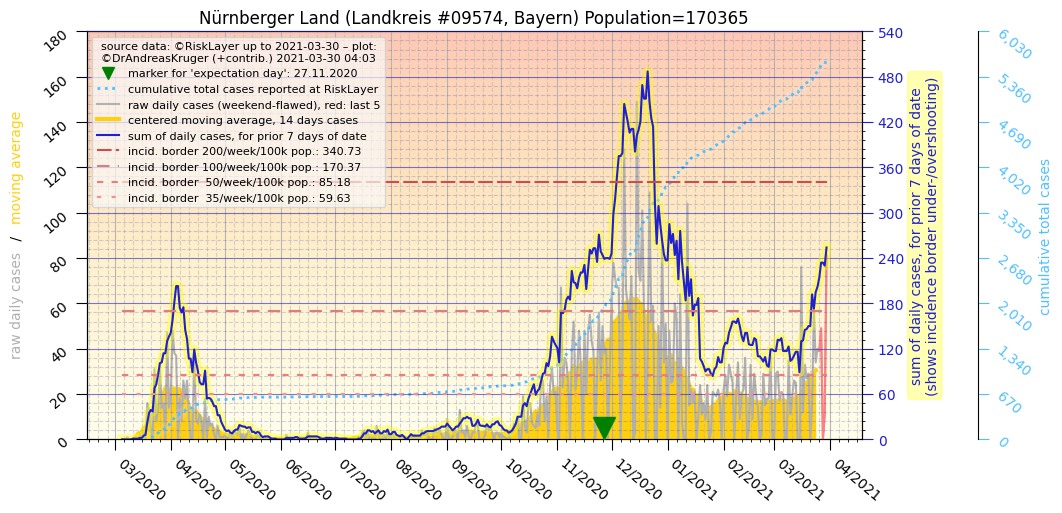 Nürnberger Land (Landkreis #09574, Bayern) Population=170365
source data: ©RiskLayer up to 2021-03-30 – plot:
©DrAndreasKruger (+contrib.) 2021-03-30 04:03
marker for 'expectation day': 27.11.2020
cumulative total cases reported at RiskLayer
raw daily cases (weekend-flawed), red: last 5
centered moving average, 14 days cases
sum of daily cases, for prior 7 days of date
incid. border 200/week/100k pop.: 340.73
incid. border 100/week/100k pop.: 170.37
incid. border  50/week/100k pop.: 85.18
incid. border  35/week/100k pop.: 59.63
raw daily cases / moving average
180
160
140
120
100
80
60
40
20
0
03/2020
04/2020
05/2020
06/2020
07/2020
08/2020
09/2020
10/2020
11/2020
12/2020
01/2021
02/2021
03/2021
04/2021
540
480
420
360
300
240
180
120
60
0
sum of daily cases, for prior 7 days of date
(shows incidence border under-/overshooting)
6,030
5,360
4,690
4,020
3,350
2,680
2,010
1,340
670
0
cumulative total cases